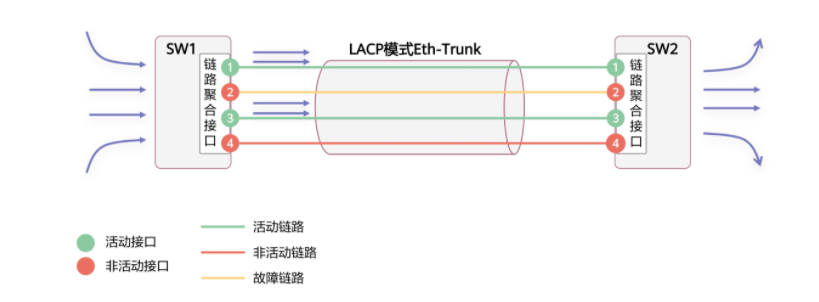 LACP模式Eth-Trunk
SW1
SW2
链路聚合接口
链路聚合接口
1
1
2
2
3
3
4
4
活动接口
非活动接口
活动链路
非活动链路
故障链路